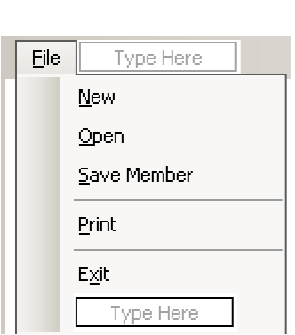 File Type Here
New
Open
Save Member
Print
Exit
Type Here